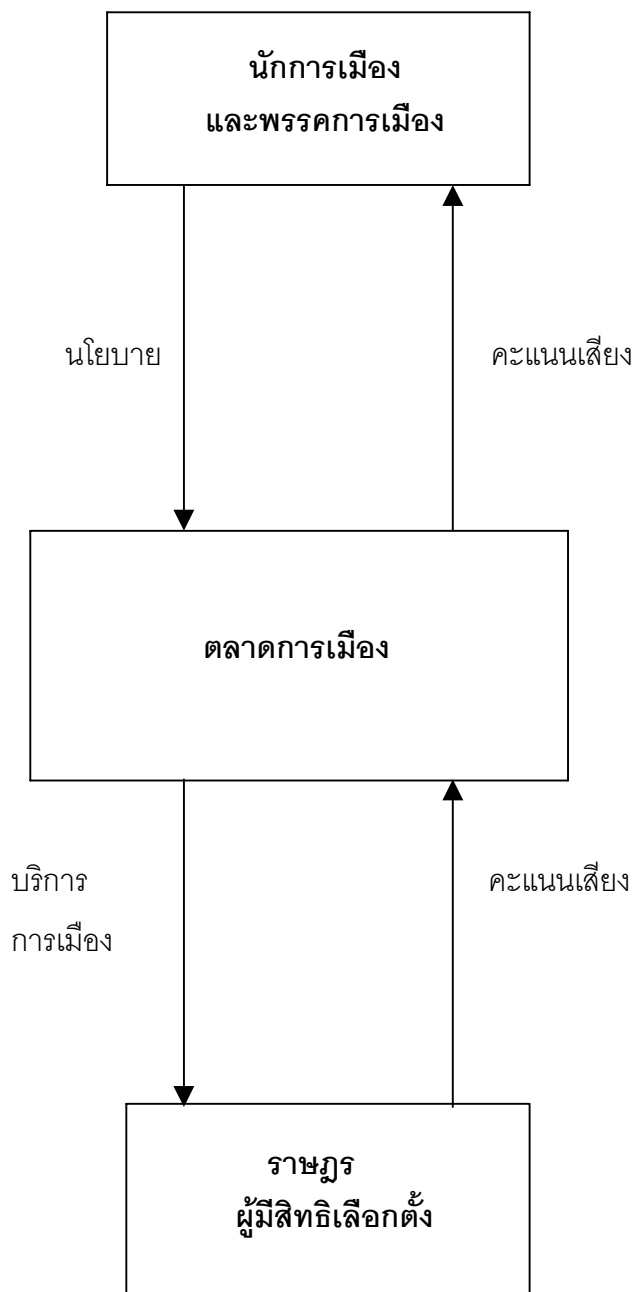 นักการเมือง
และพรรคการเมือง
นโยบาย
คะแนนเสียง
ตลาดการเมือง
บริการ
การเมือง
คะแนนเสียง
ราษฎร
ผู้มีสิทธิเลือกตั้ง